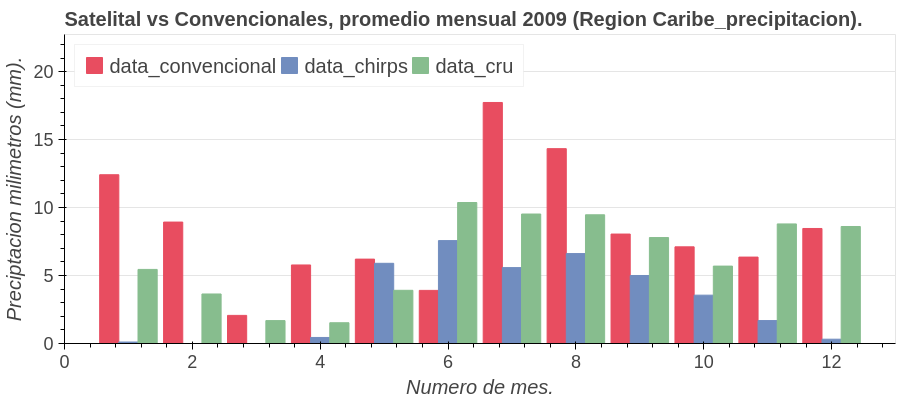 Satelital vs Convencionales, promedio mensual 2009 (Region Caribe_precipitacion).
data_convencional data_chirps data_cru
Preciptacion milimetros (mm).
20
15
10
5
0
0 2 4 6 8 10 12
Numero de mes.